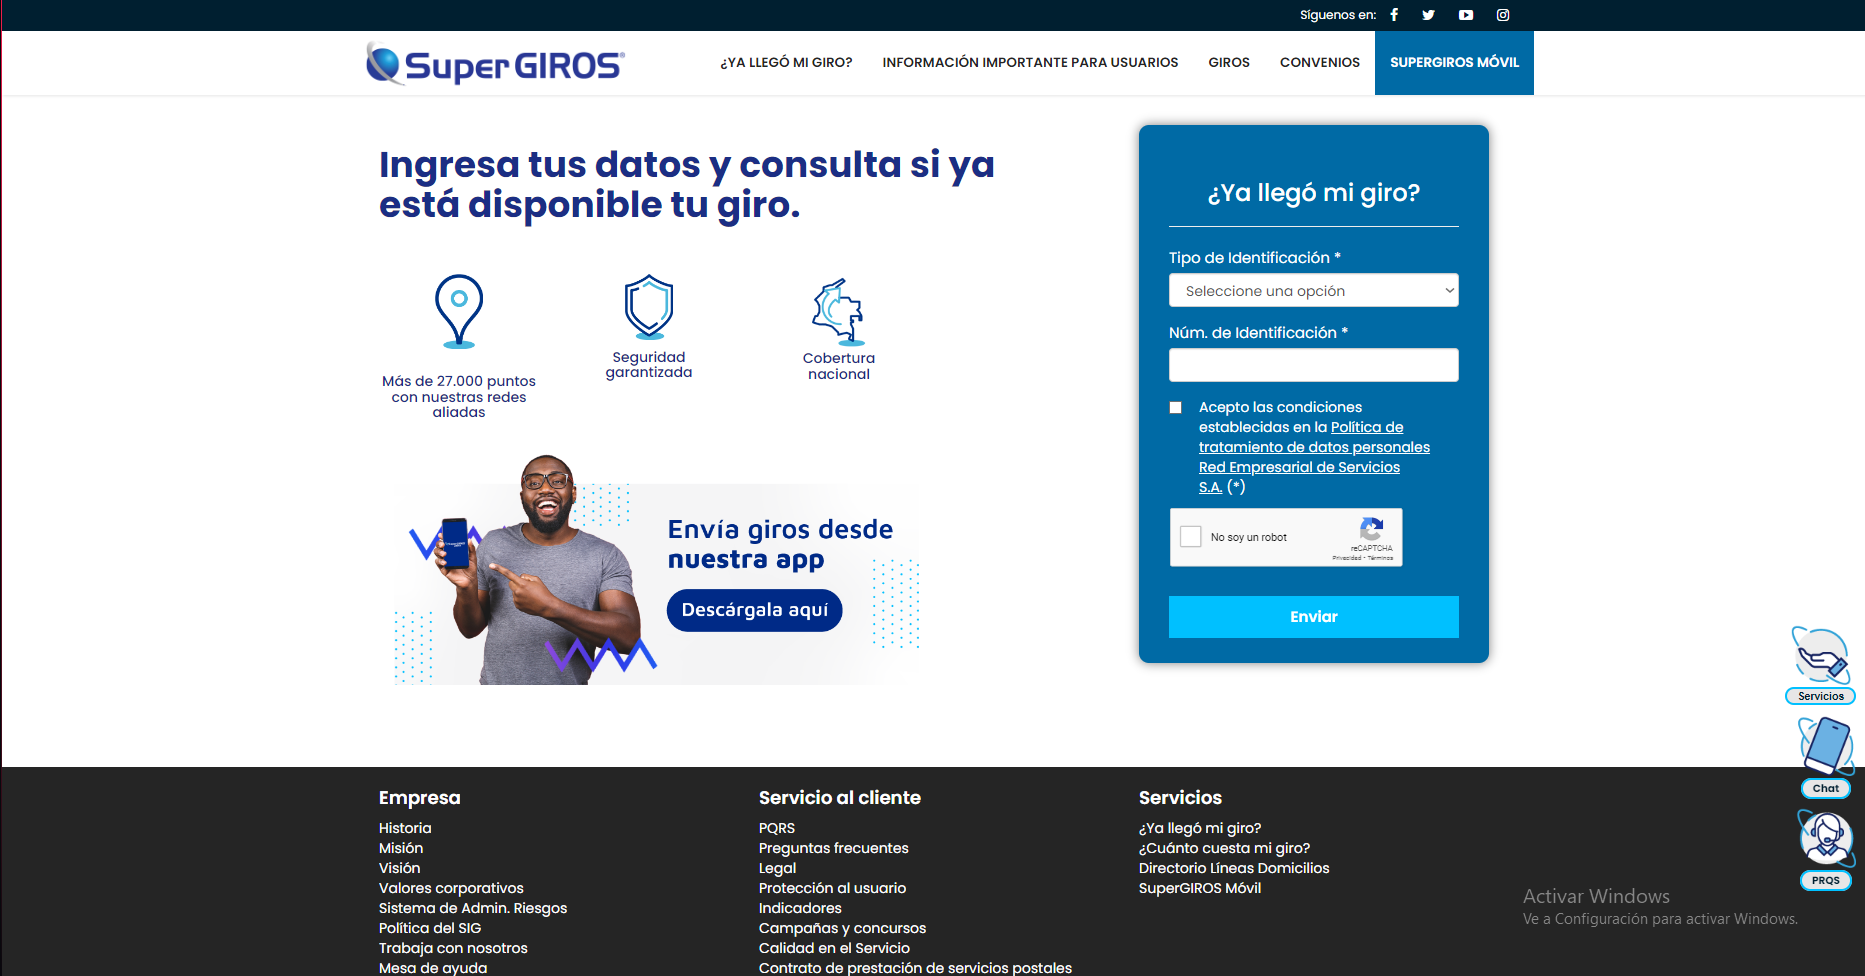 Síguenos en:
Super GIROS
¿YA LLEGÓ MI GIRO?
INFORMACIÓN IMPORTANTE PARA USUARIOS
GIROS
CONVENIOS
SUPERGIROS MÓVIL
Ingresa tus datos y consulta si ya
está disponible tu giro.
Más de 27.000 puntos
con nuestras redes
aliadas
Seguridad
garantizada
Cobertura
nacional
Envía giros desde
nuestra app
Descárgala aquí
¿Ya llegó mi giro?
Tipo de Identificación *
Seleccione una opción
Núm. de Identificación *
Acepto las condiciones
establecidas en la Política de
tratamiento de datos personales
Red Empresarial de Servicios
S.A. (*)
No soy un robot
reCAPTCHA
Privacidad - Términos
Enviar
Servicios
Chat
PRQS
Empresa
Historia
Misión
Visión
Valores corporativos
Sistema de Admin. Riesgos
Política del SIG
Trabaja con nosotros
Mesa de ayuda
Servicio al cliente
PQRS
Preguntas frecuentes
Legal
Protección al usuario
Indicadores
Campañas y concursos
Calidad en el Servicio
Contrato de prestación de servicios postales
Servicios
¿Ya llegó mi giro?
¿Cuánto cuesta mi giro?
Directorio Líneas Domicilios
SuperGIROS Móvil
Activar Windows
Ve a Configuración para activar Windows.